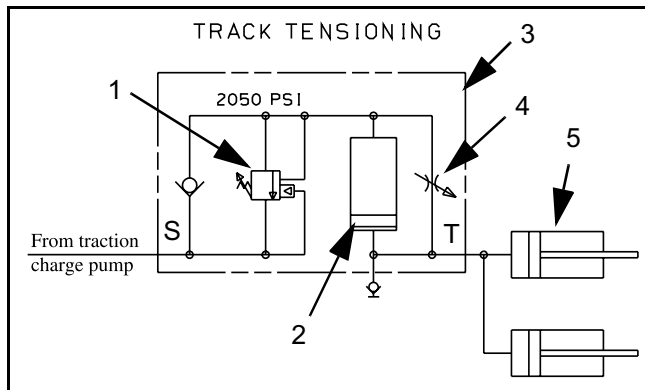 TRACK TENSIONING
3
1
2050 PSI
4
5
S
T
From traction
charge pump
2